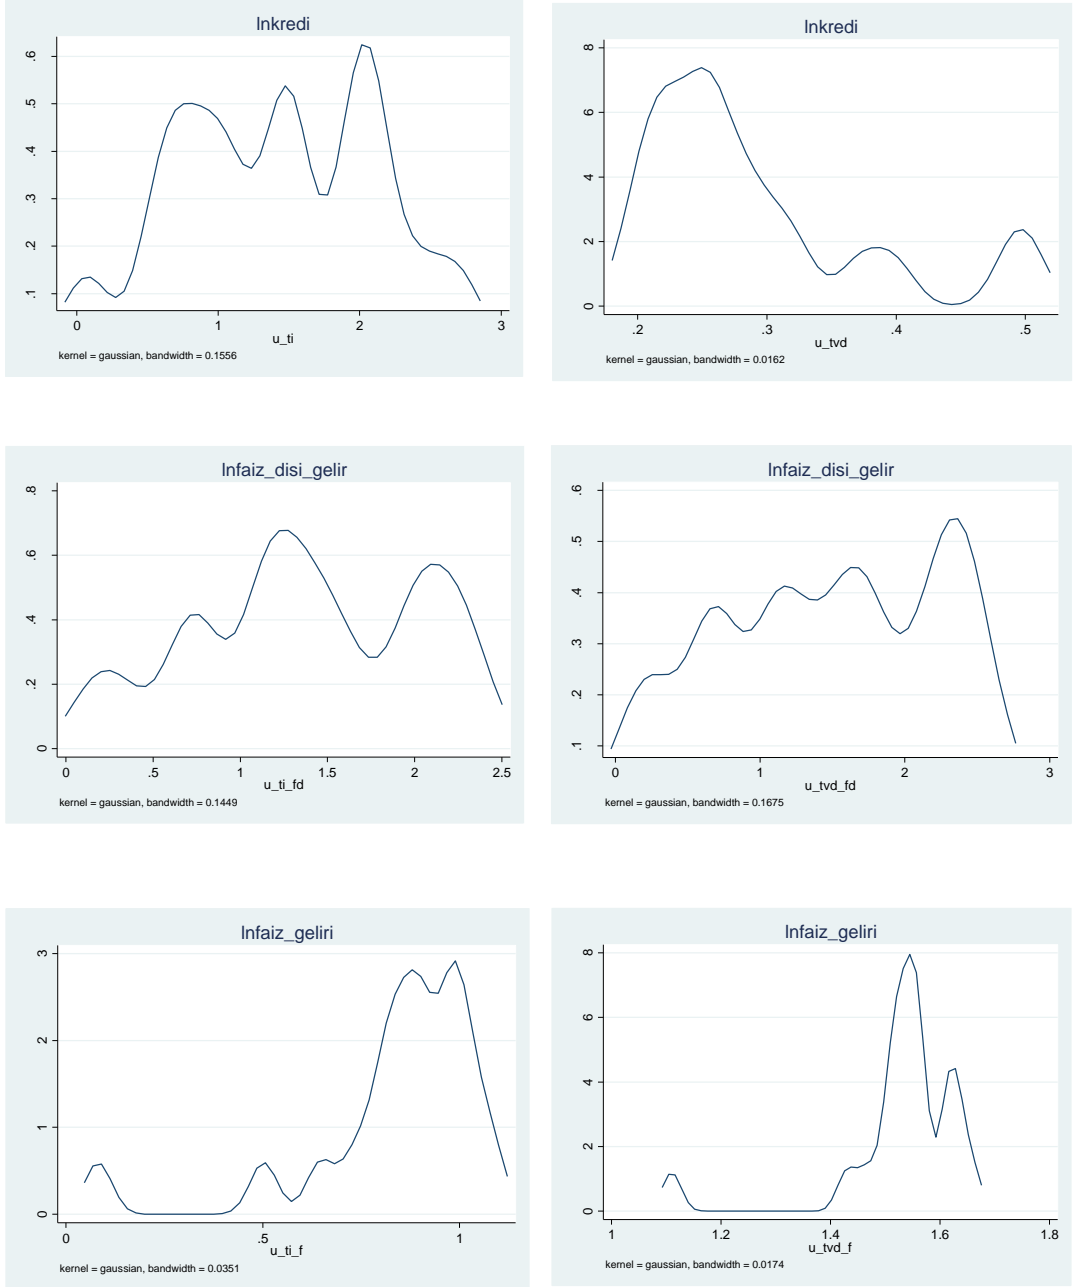 lnkredi
.6
.5
.4
.3
.2
.1
0 1 2 3
u_ti
kernel = gaussian, bandwidth = 0.1556
lnkredi
8
6
4
2
0
.2 .3 .4 .5
u_tvd
kernel = gaussian, bandwidth = 0.0162
lnfaiz_disi_gelir
.8
.6
.4
.2
0
0 .5 1 1.5 2 2.5
u_ti_fd
kernel = gaussian, bandwidth = 0.1449
lnfaiz_disi_gelir
.6
.5
.4
.3
.2
.1
0 1 2 3
u_tvd_fd
kernel = gaussian, bandwidth = 0.1675
lnfaiz_geliri
3
2
1
0
0 .5 1
u_ti_f
kernel = gaussian, bandwidth = 0.0351
lnfaiz_geliri
8
6
4
2
0
1 1.2 1.4 1.6 1.8
u_tvd_f
kernel = gaussian, bandwidth = 0.0174